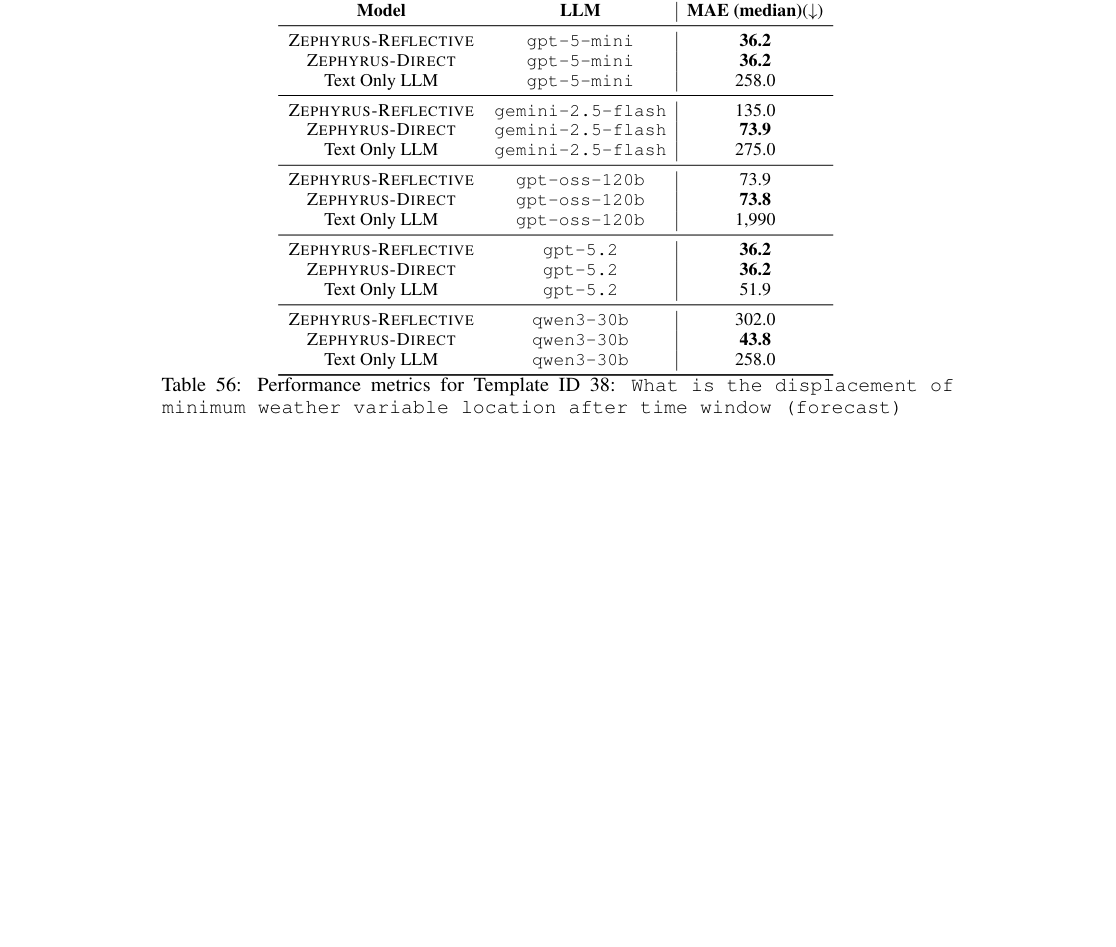 Model LLM MAE (median)(↓)
ZEPHYRUS-REFLECTIVE gpt-5-mini 36.2
ZEPHYRUS-DIRECT gpt-5-mini 36.2
Text Only LLM gpt-5-mini 258.0
ZEPHYRUS-REFLECTIVE gemini-2.5-flash 135.0
ZEPHYRUS-DIRECT gemini-2.5-flash 73.9
Text Only LLM gemini-2.5-flash 275.0
ZEPHYRUS-REFLECTIVE gpt-oss-120b 73.9
ZEPHYRUS-DIRECT gpt-oss-120b 73.8
Text Only LLM gpt-oss-120b 1,990
ZEPHYRUS-REFLECTIVE gpt-5.2 36.2
ZEPHYRUS-DIRECT gpt-5.2 36.2
Text Only LLM gpt-5.2 51.9
ZEPHYRUS-REFLECTIVE qwen3-30b 302.0
ZEPHYRUS-DIRECT qwen3-30b 43.8
Text Only LLM qwen3-30b 258.0
Table 56: Performance metrics for Template ID 38: What is the displacement of
minimum weather variable location after time window (forecast)